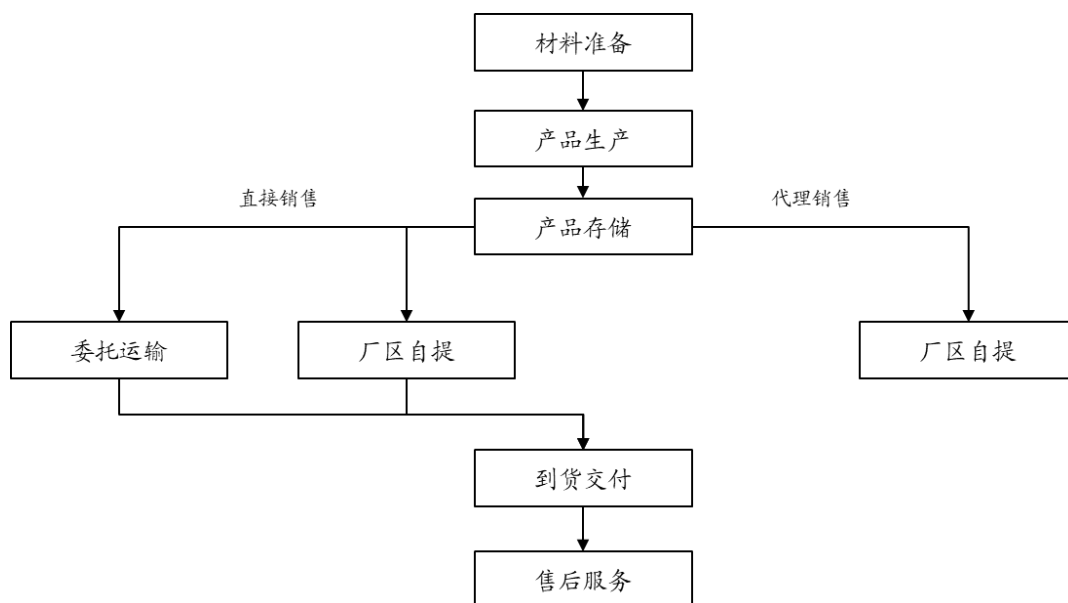 材料准备
产品生产
直接销售
代理销售
产品存储
委托运输
厂区自提
厂区自提
到货交付
售后服务